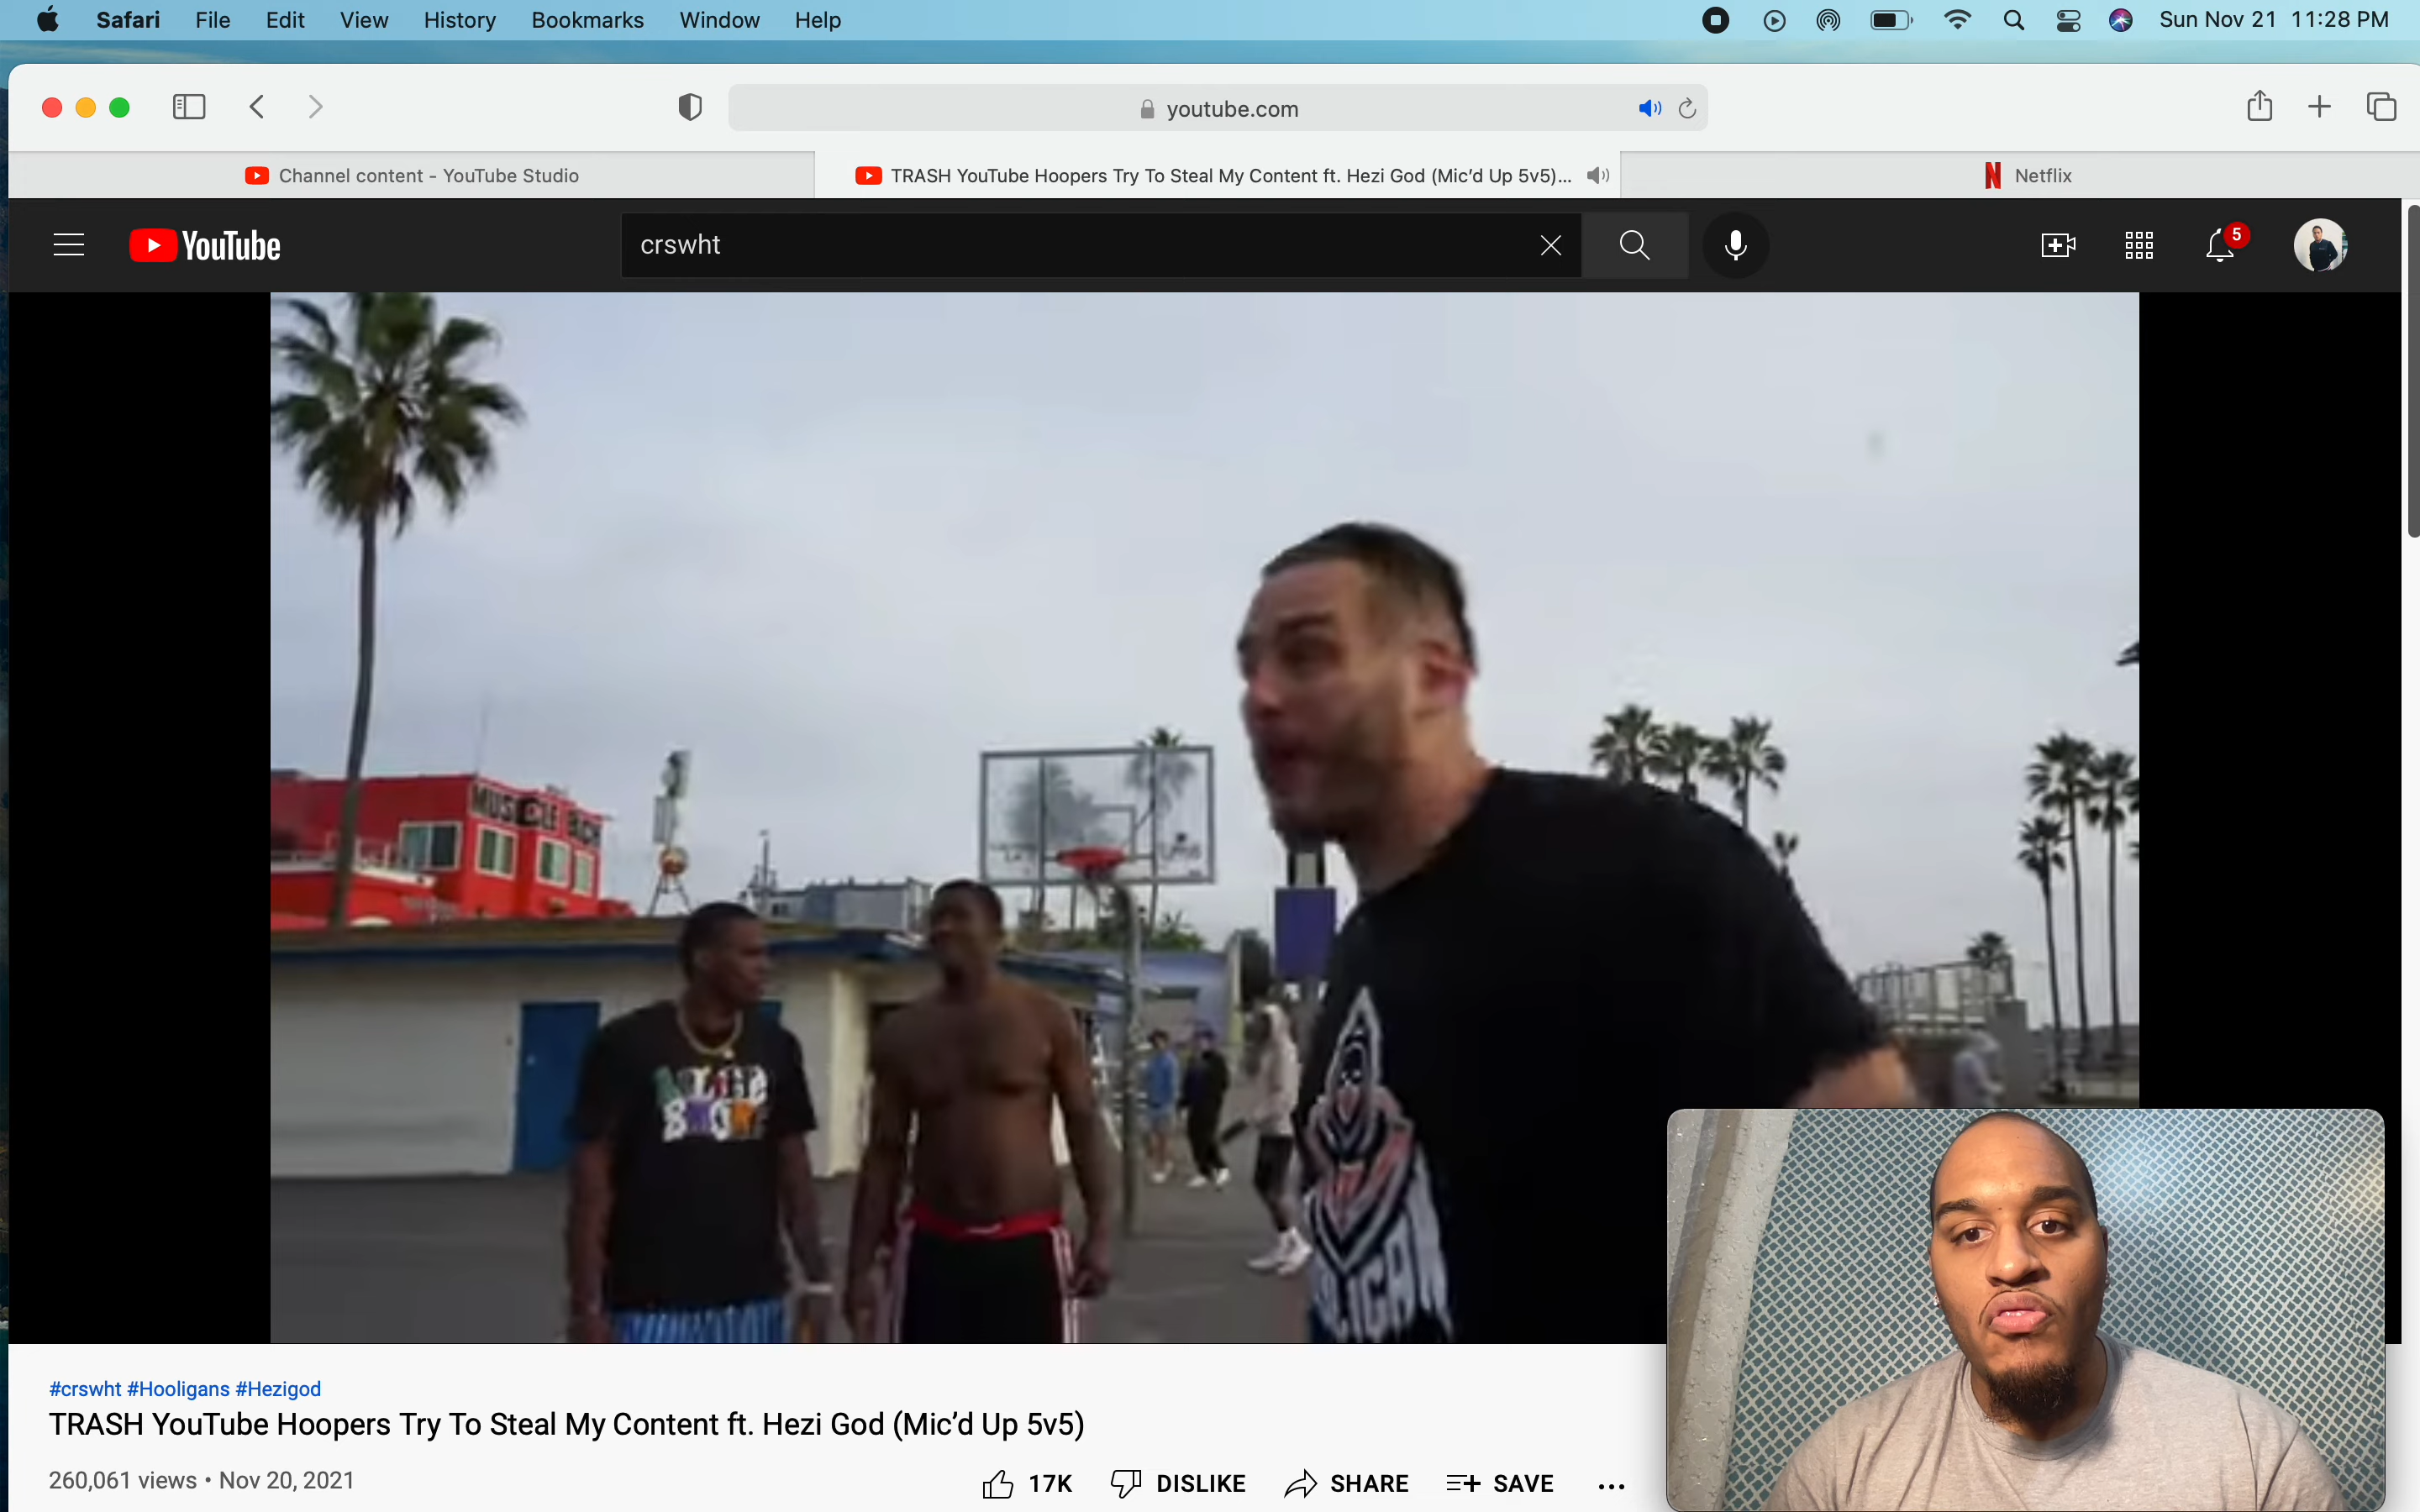 Safari File Edit View History Bookmarks Window Help Sun Nov 21 11:28 PM
youtube.com
Channel content - YouTube Studio TRASH YouTube Hoopers Try To Steal My Content ft. Hezi God (Mic’d Up 5v5)... Netflix
YouTube crswht 5
#crswht #Hooligans #Hezigod
TRASH YouTube Hoopers Try To Steal My Content ft. Hezi God (Mic’d Up 5v5)
260,061 views • Nov 20, 2021 17K DISLIKE SHARE SAVE